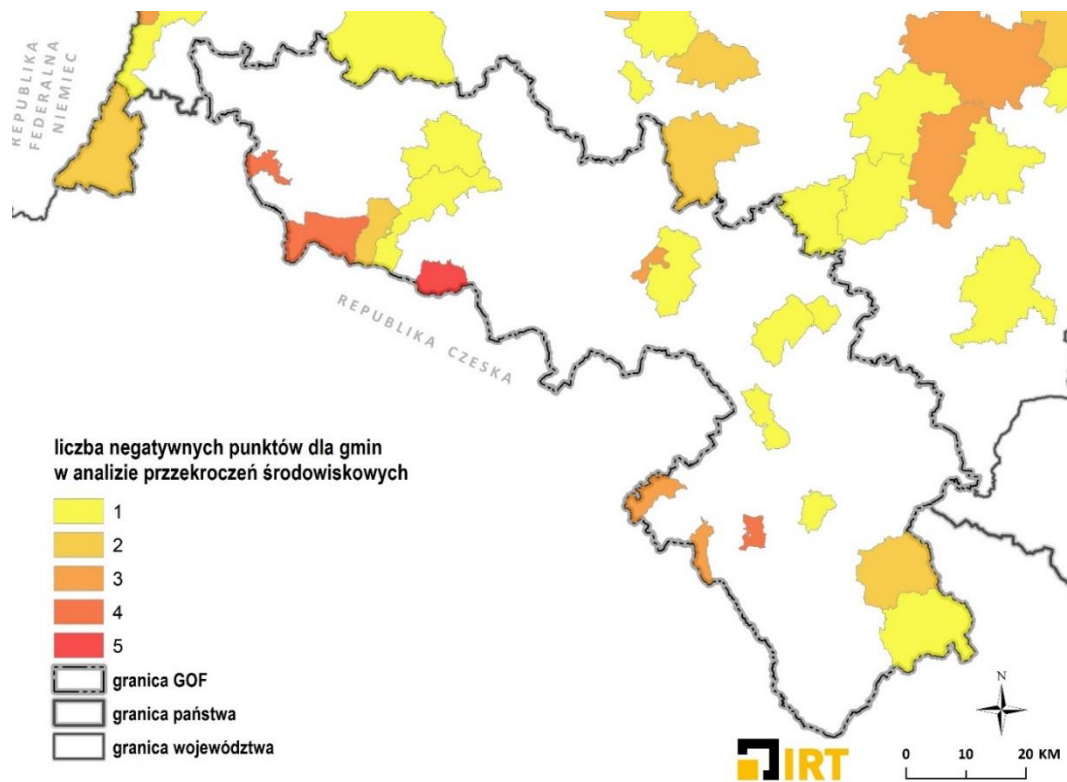 REPUBLIKA
FEDERALNA
NIEMIEC
REPUBLIKA CZESKA
liczba negatywnych punktów dla gmin
w analizie przzekroczeń środowiskowych
1
2
3
4
5
granica GOF
granica państwa
granica województwa
N
IRT
0 10 20 KM